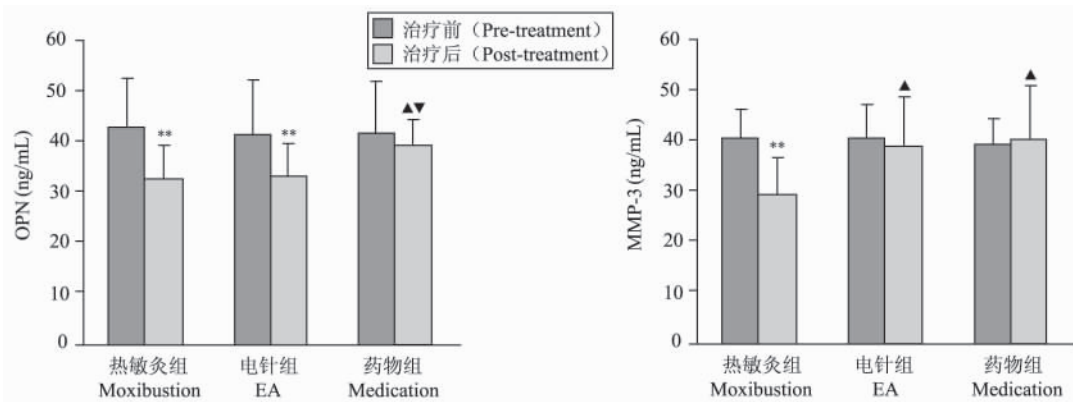 治疗前（Pre-treatment）
治疗后（Post-treatment）
OPN (ng/mL)
60
50
40
30
20
10
0
**
**
▲▼
热敏灸组
Moxibustion
电针组
EA
药物组
Medication
MMP-3 (ng/mL)
60
50
40
30
20
10
0
**
▲
▲
热敏灸组
Moxibustion
电针组
EA
药物组
Medication